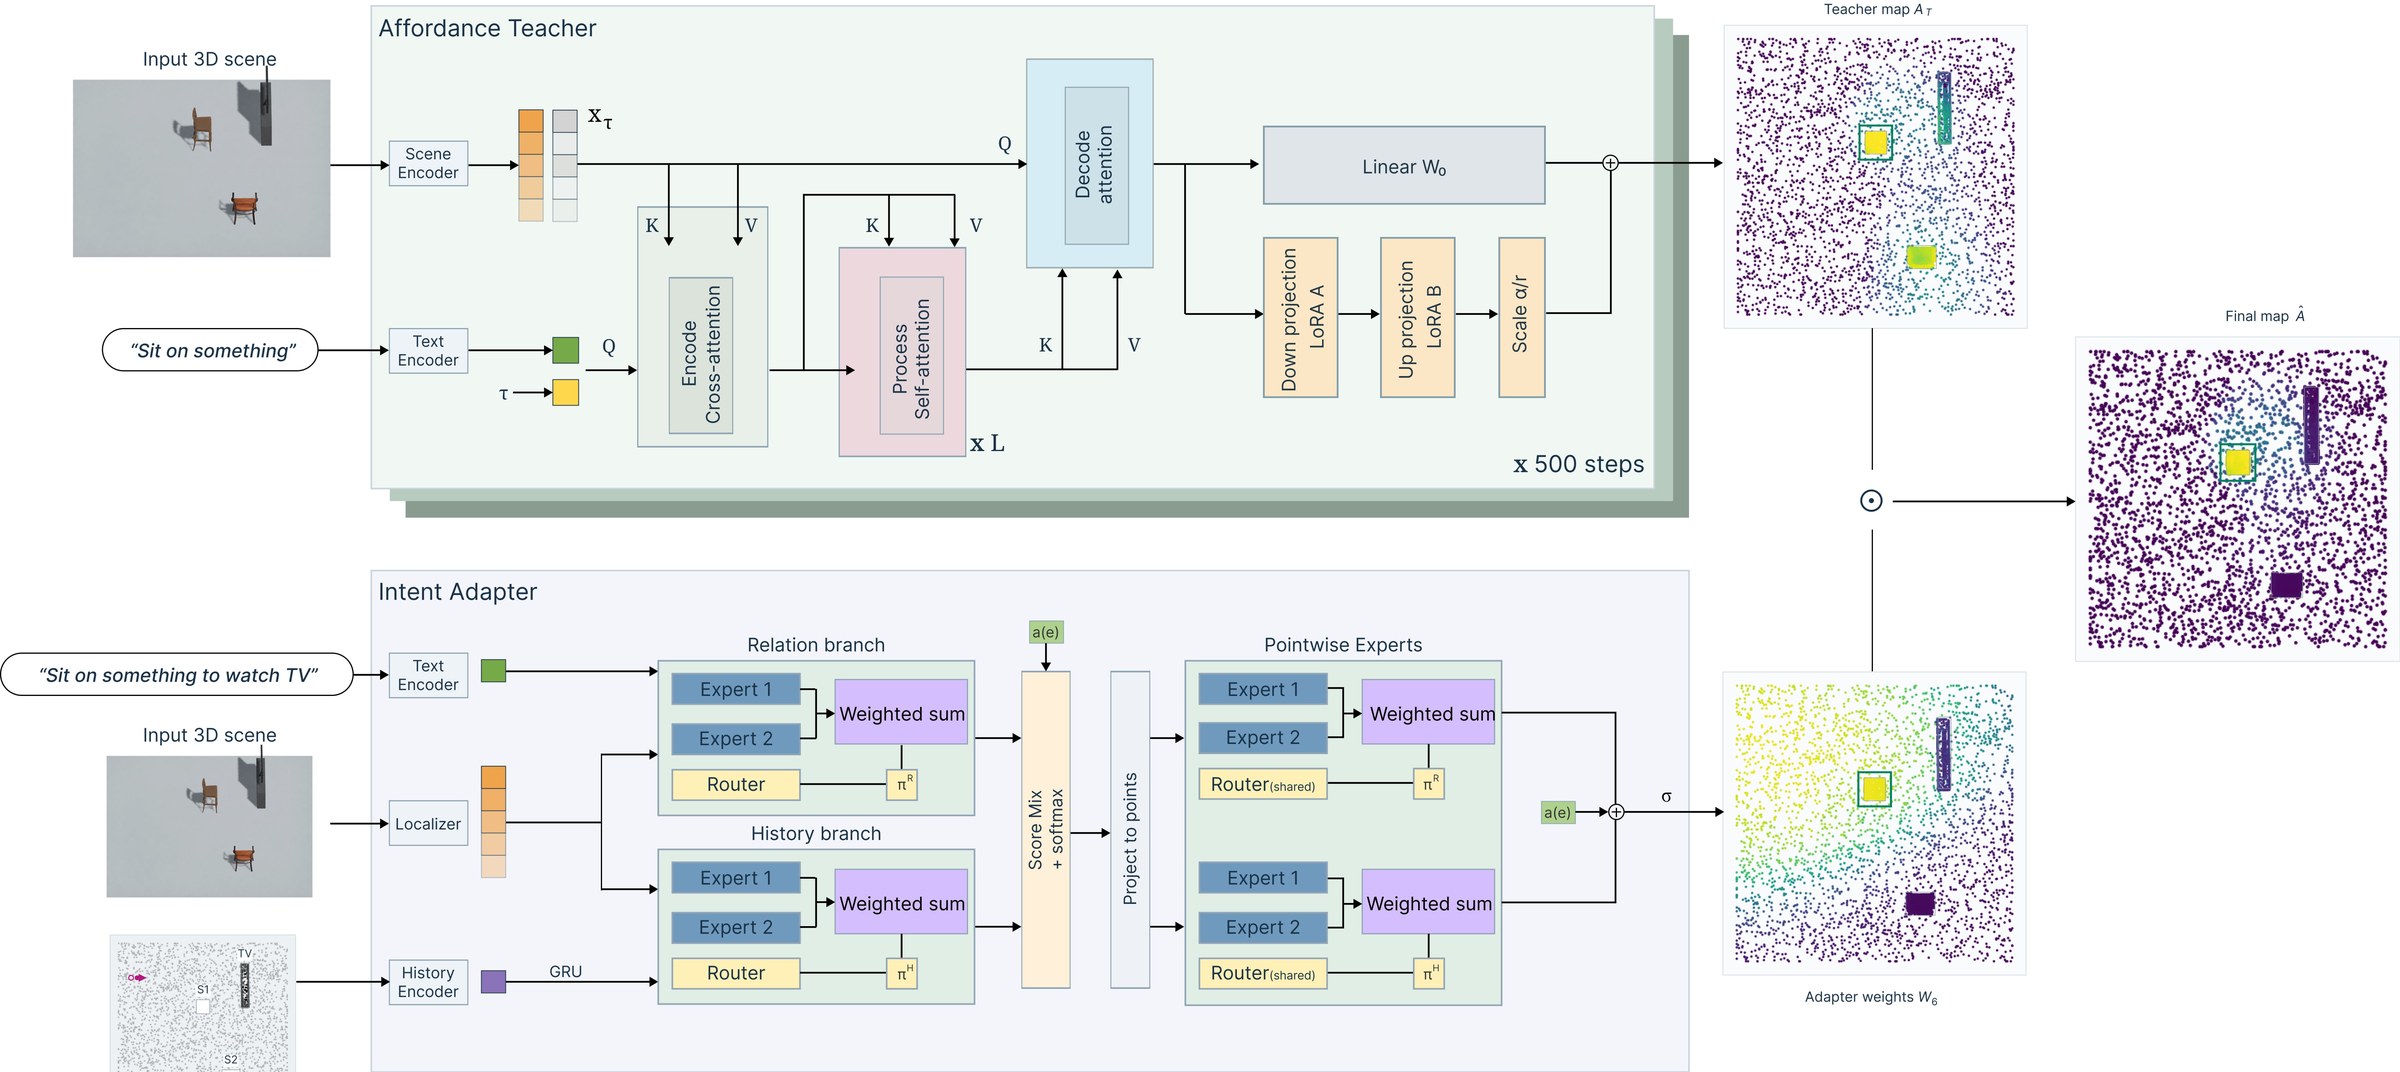 Affordance Teacher
Input 3D scene
Scene
Encoder
xτ
Q
K
V
K
V
Decode
attention
Linear W₀
"Sit on something"
Text
Encoder
Q
τ
Encode
Cross-attention
Process
Self-attention
x L
K
V
Down projection
LoRA A
Up projection
LoRA B
Scale α/r
x 500 steps
Teacher map A_T
Final map Â
Intent Adapter
"Sit on something to watch TV"
Text
Encoder
Input 3D scene
Localizer
TV
S1
S2
History
Encoder
GRU
Relation branch
Expert 1
Expert 2
Router
Weighted sum
π^R
History branch
Expert 1
Expert 2
Router
Weighted sum
π^H
a(e)
Score Mix
+ softmax
Project to points
Pointwise Experts
Expert 1
Expert 2
Router(shared)
Weighted sum
π^R
Expert 1
Expert 2
Router(shared)
Weighted sum
π^H
a(e)
σ
Adapter weights W₆